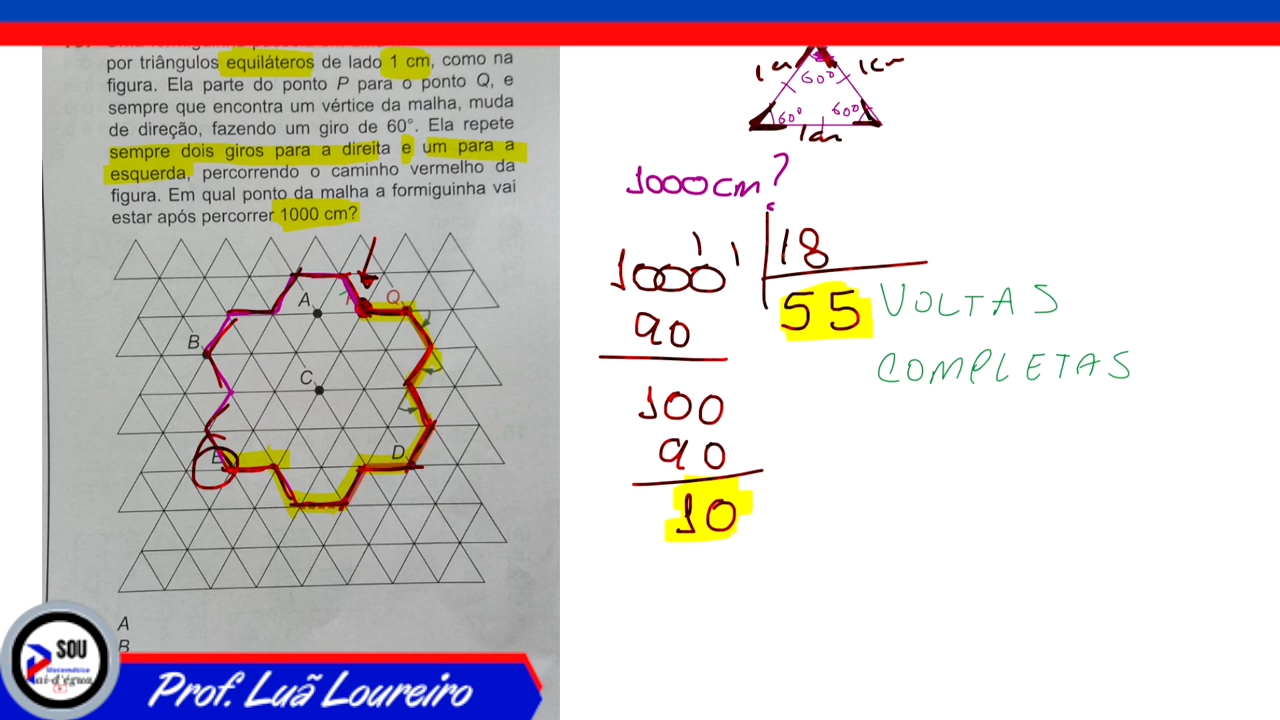 por triângulos equiláteros de lado 1 cm, como na
figura. Ela parte do ponto P para o ponto Q, e
sempre que encontra um vértice da malha, muda
de direção, fazendo um giro de 60°. Ela repete
sempre dois giros para a direita e um para a
esquerda, percorrendo o caminho vermelho da
figura. Em qual ponto da malha a formiguinha vai
estar após percorrer 1000 cm?
A
Q
B
C
D
E
A
B
1cm
1cm
60°
60°
60°
1cm
1000cm?
1000
18
90
55 VOLTAS
COMPLETAS
100
90
10
SOU
Matemática
Pai-d'égua
Prof. Luã Loureiro